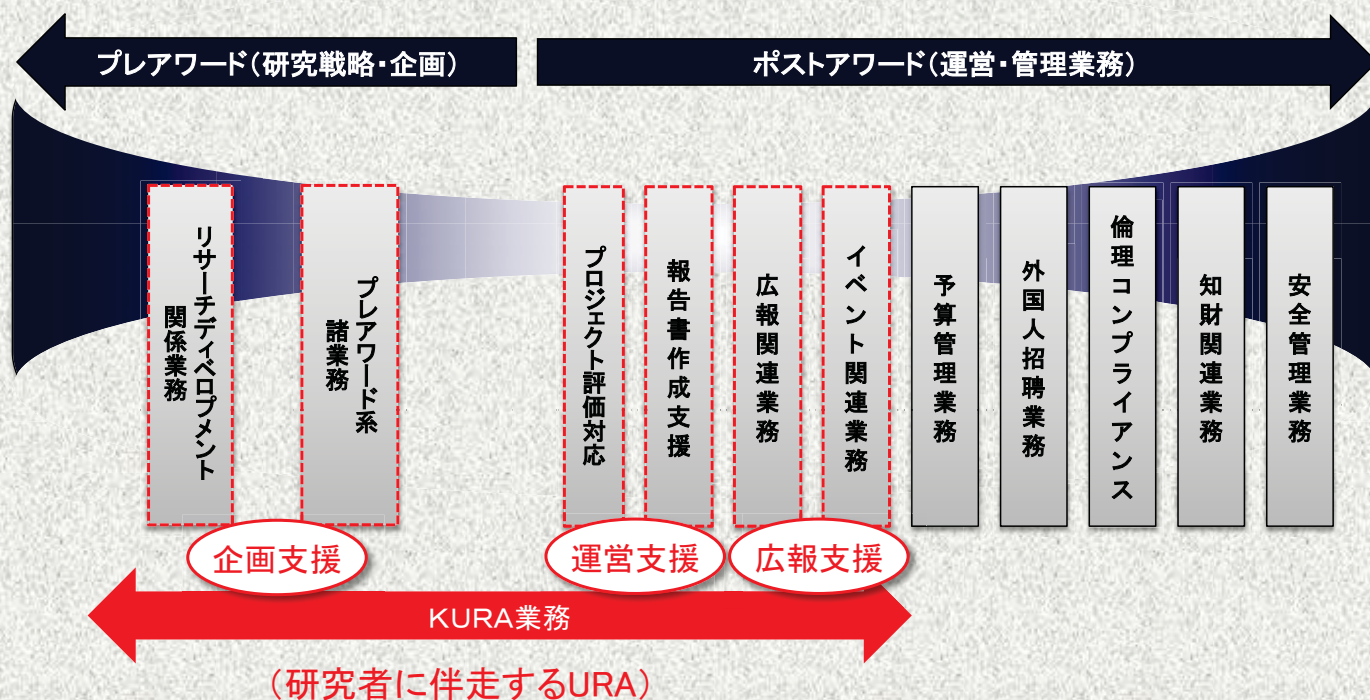 プレアワード(研究戦略・企画)
ポストアワード(運営・管理業務)
リサーチディベロプメント
関係業務
プレアワード系
諸業務
プロジェクト評価対応
報告書作成支援
広報関連業務
イベント関連業務
予算管理業務
外国人招聘業務
倫理コンプライアンス
知財関連業務
安全管理業務
企画支援
運営支援
広報支援
KURA業務
(研究者に伴走するURA)